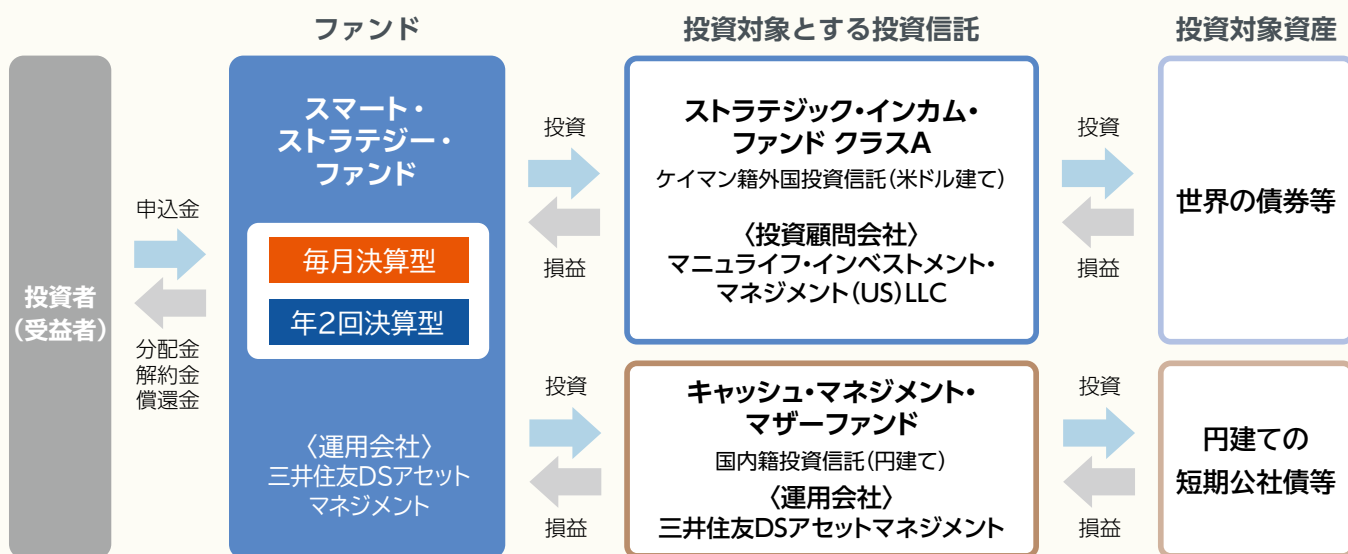 ファンド
投資対象とする投資信託
投資対象資産
投資者
(受益者)
申込金
分配金
解約金
償還金
スマート・
ストラテジー・
ファンド
毎月決算型
年2回決算型
〈運用会社〉
三井住友DSアセット
マネジメント
投資
損益
ストラテジック・インカム・
ファンド クラスA
ケイマン籍外国投資信託(米ドル建て)
〈投資顧問会社〉
マニュライフ・インベストメント・
マネジメント(US)LLC
投資
損益
世界の債券等
投資
損益
キャッシュ・マネジメント・
マザーファンド
国内籍投資信託(円建て)
〈運用会社〉
三井住友DSアセットマネジメント
投資
損益
円建ての
短期公社債等